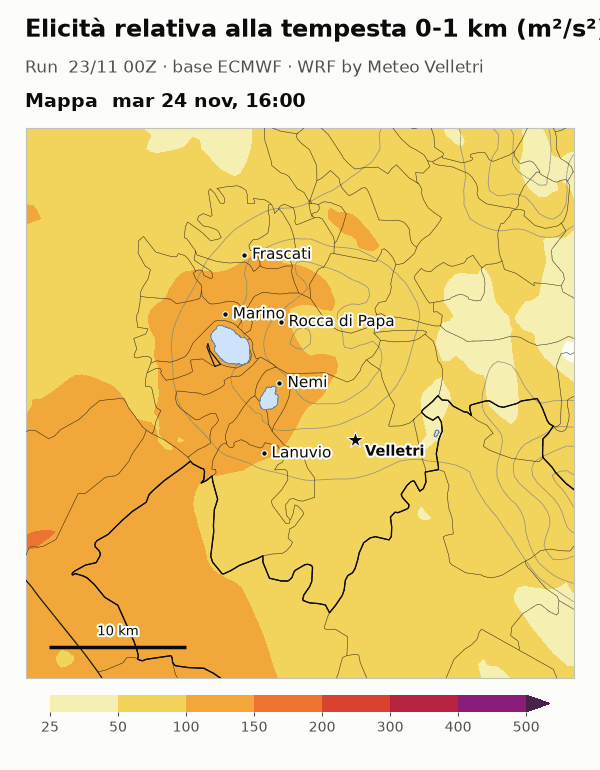 Elicità relativa alla tempesta 0-1 km (m²/s²)
Run 23/11 00Z · base ECMWF · WRF by Meteo Velletri
Mappa mar 24 nov, 16:00
Frascati
Marino
Rocca di Papa
Nemi
Velletri
Lanuvio
10 km
25 50 100 150 200 300 400 500